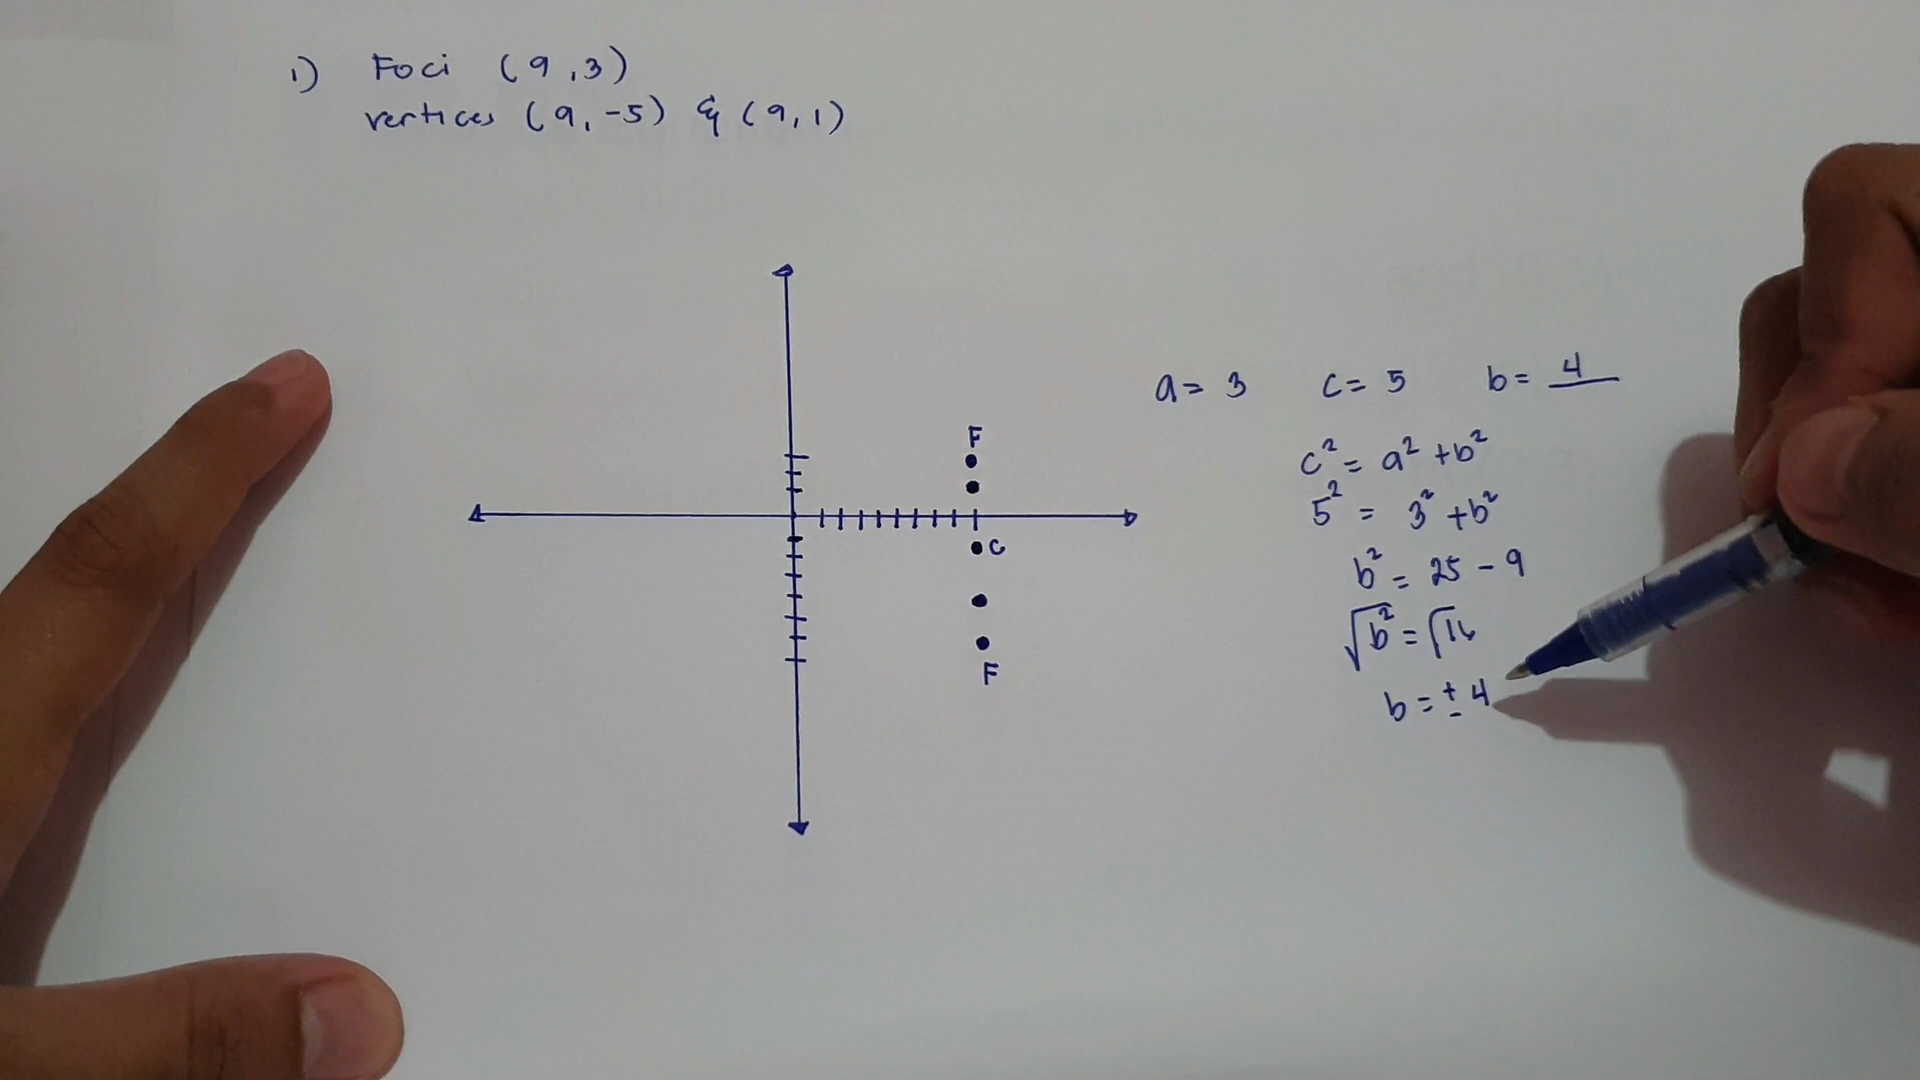 1) Foci (9,3)
vertices (9,-5) & (9,1)
a = 3 c = 5 b = 4
F
c² = a² + b²
5² = 3² + b²
C
b² = 25 - 9
√b² = √16
F
b = ± 4